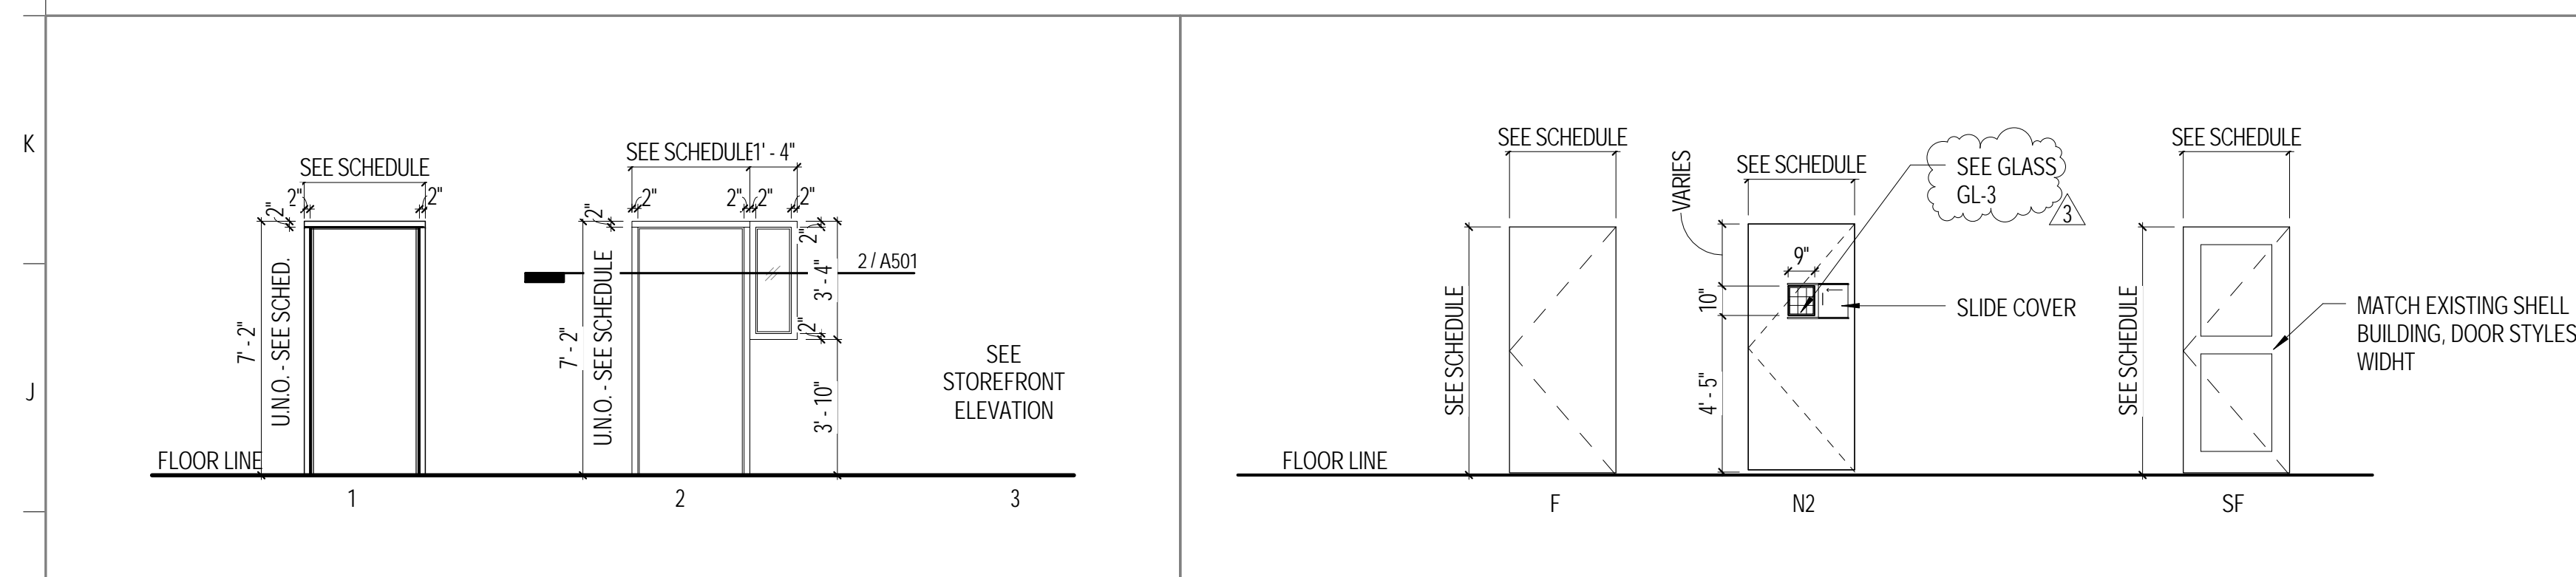 K
J
SEE SCHEDULE
2"
2"
2"
7' - 2"
U.N.O. - SEE SCHED.
FLOOR LINE
1
SEE SCHEDULE
1' - 4"
2"
2"
2"
2"
2"
2"
2"
7' - 2"
U.N.O. - SEE SCHEDULE
3' - 4"
3' - 10"
2 / A501
2
SEE
STOREFRONT
ELEVATION
3
SEE SCHEDULE
SEE SCHEDULE
FLOOR LINE
F
VARIES
SEE SCHEDULE
9"
10"
4' - 5"
SEE GLASS
GL-3
3
SLIDE COVER
N2
SEE SCHEDULE
SEE SCHEDULE
MATCH EXISTING SHELL
BUILDING, DOOR STYLES
WIDHT
SF